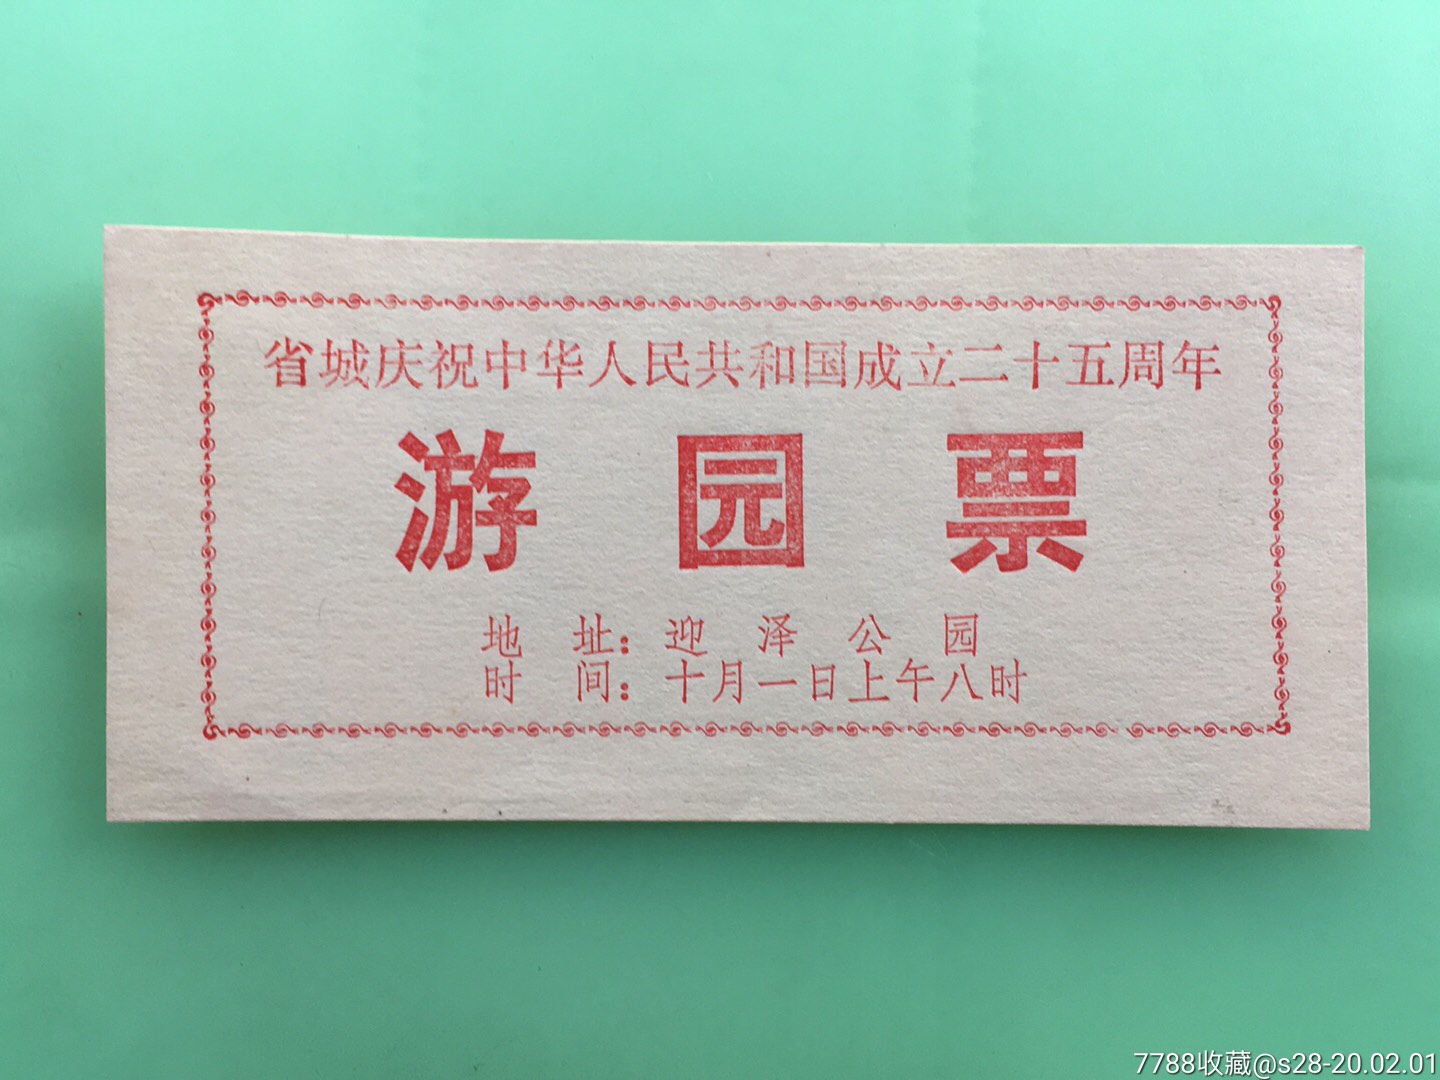 省城庆祝中华人民共和国成立二十五周年
游园票
地址：迎泽公园
时间：十月一日上午八时
7788收藏@s28-20.02.01